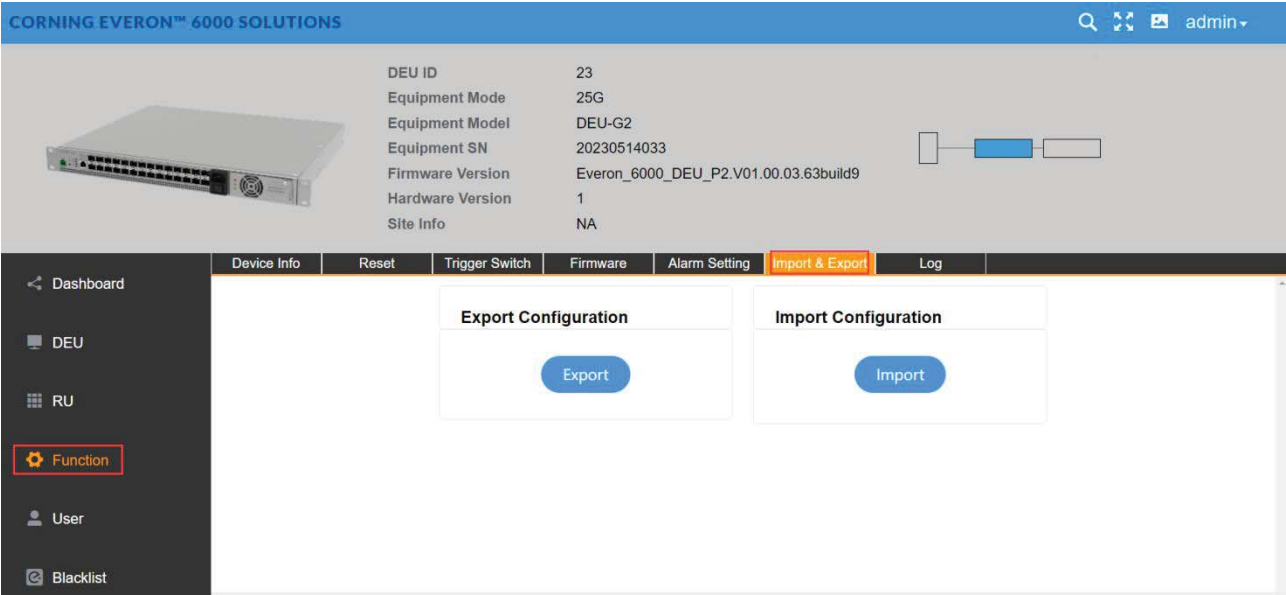 CORNING EVERON™ 6000 SOLUTIONS
admin
DEU ID 23
Equipment Mode 25G
Equipment Model DEU-G2
Equipment SN 20230514033
Firmware Version Everon_6000_DEU_P2.V01.00.03.63build9
Hardware Version 1
Site Info NA
Device Info Reset Trigger Switch Firmware Alarm Setting Import & Export Log
Dashboard
DEU
RU
Function
User
Blacklist
Export Configuration
Export
Import Configuration
Import